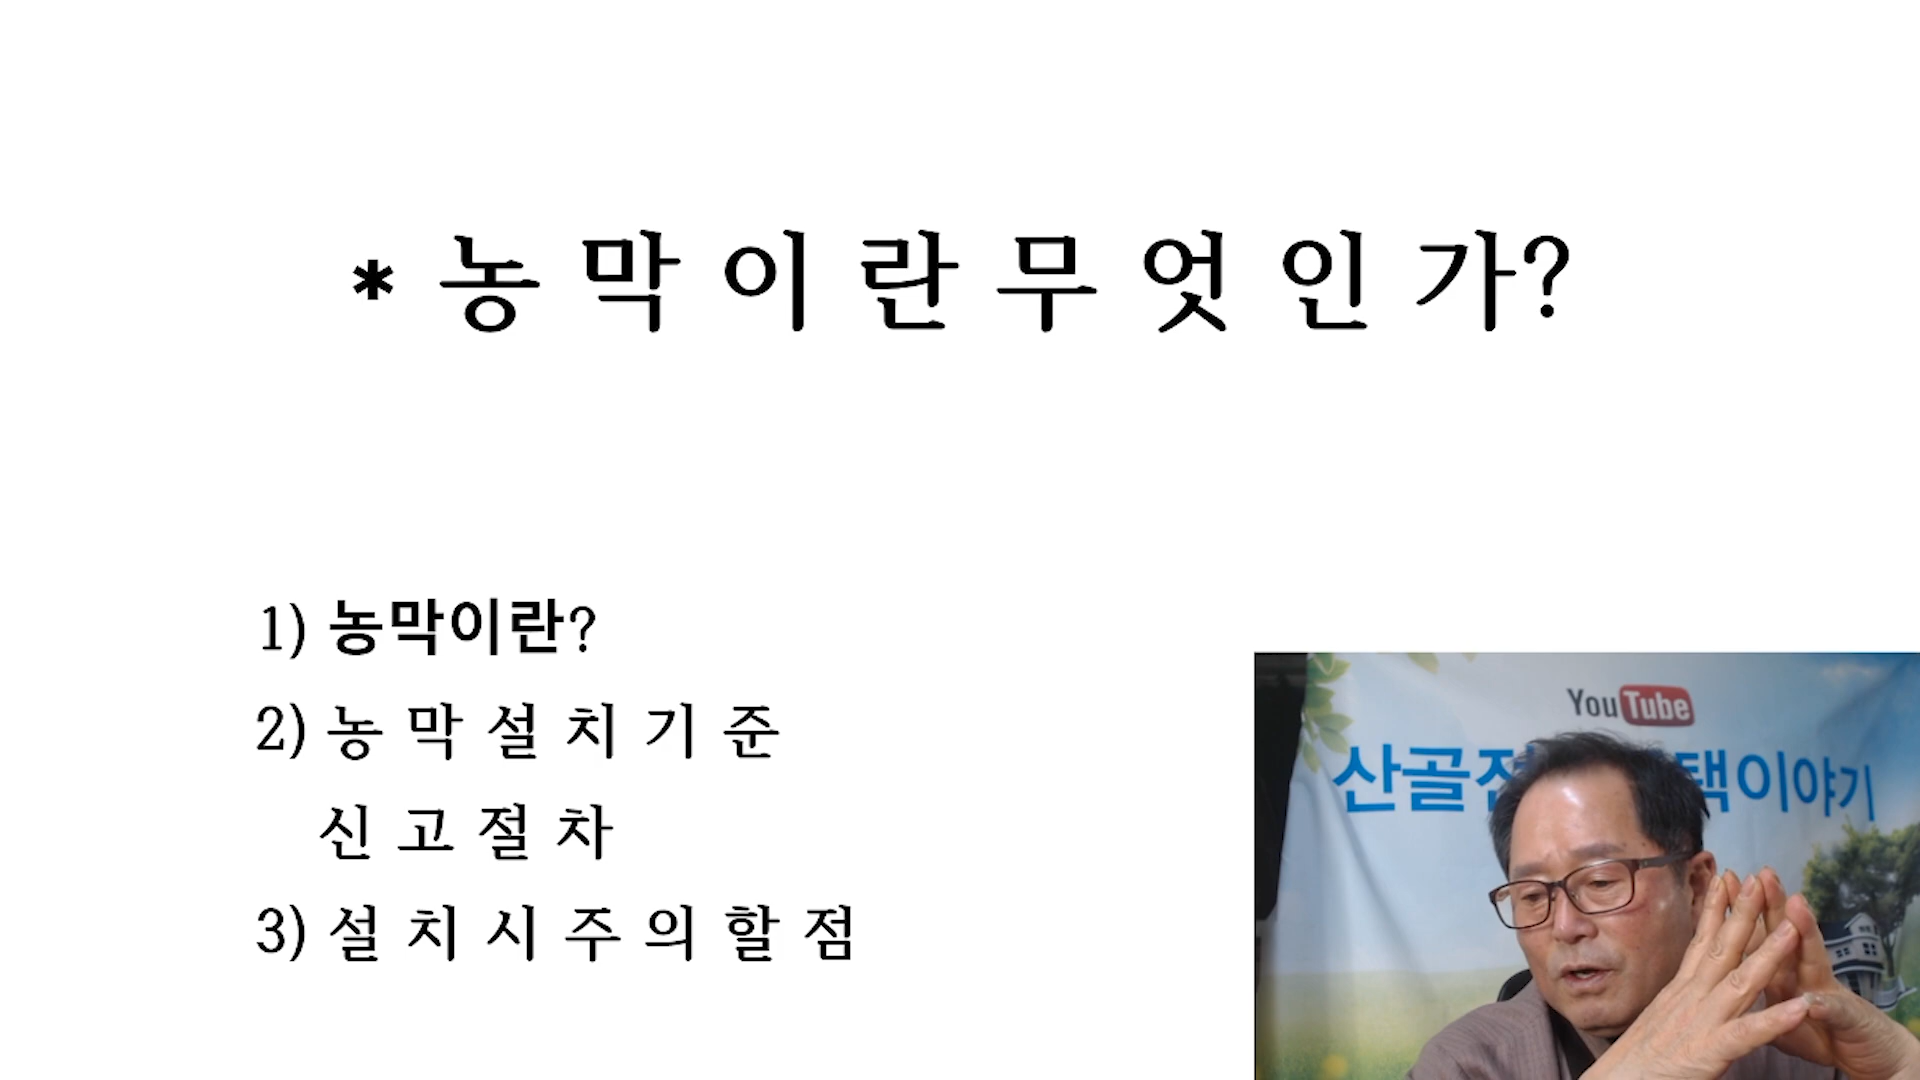 * 농 막 이 란 무 엇 인 가?
1) 농막이란?
2) 농 막 설 치 기 준
신 고 절 차
3) 설 치 시 주 의 할 점
YouTube
산골 택이야기